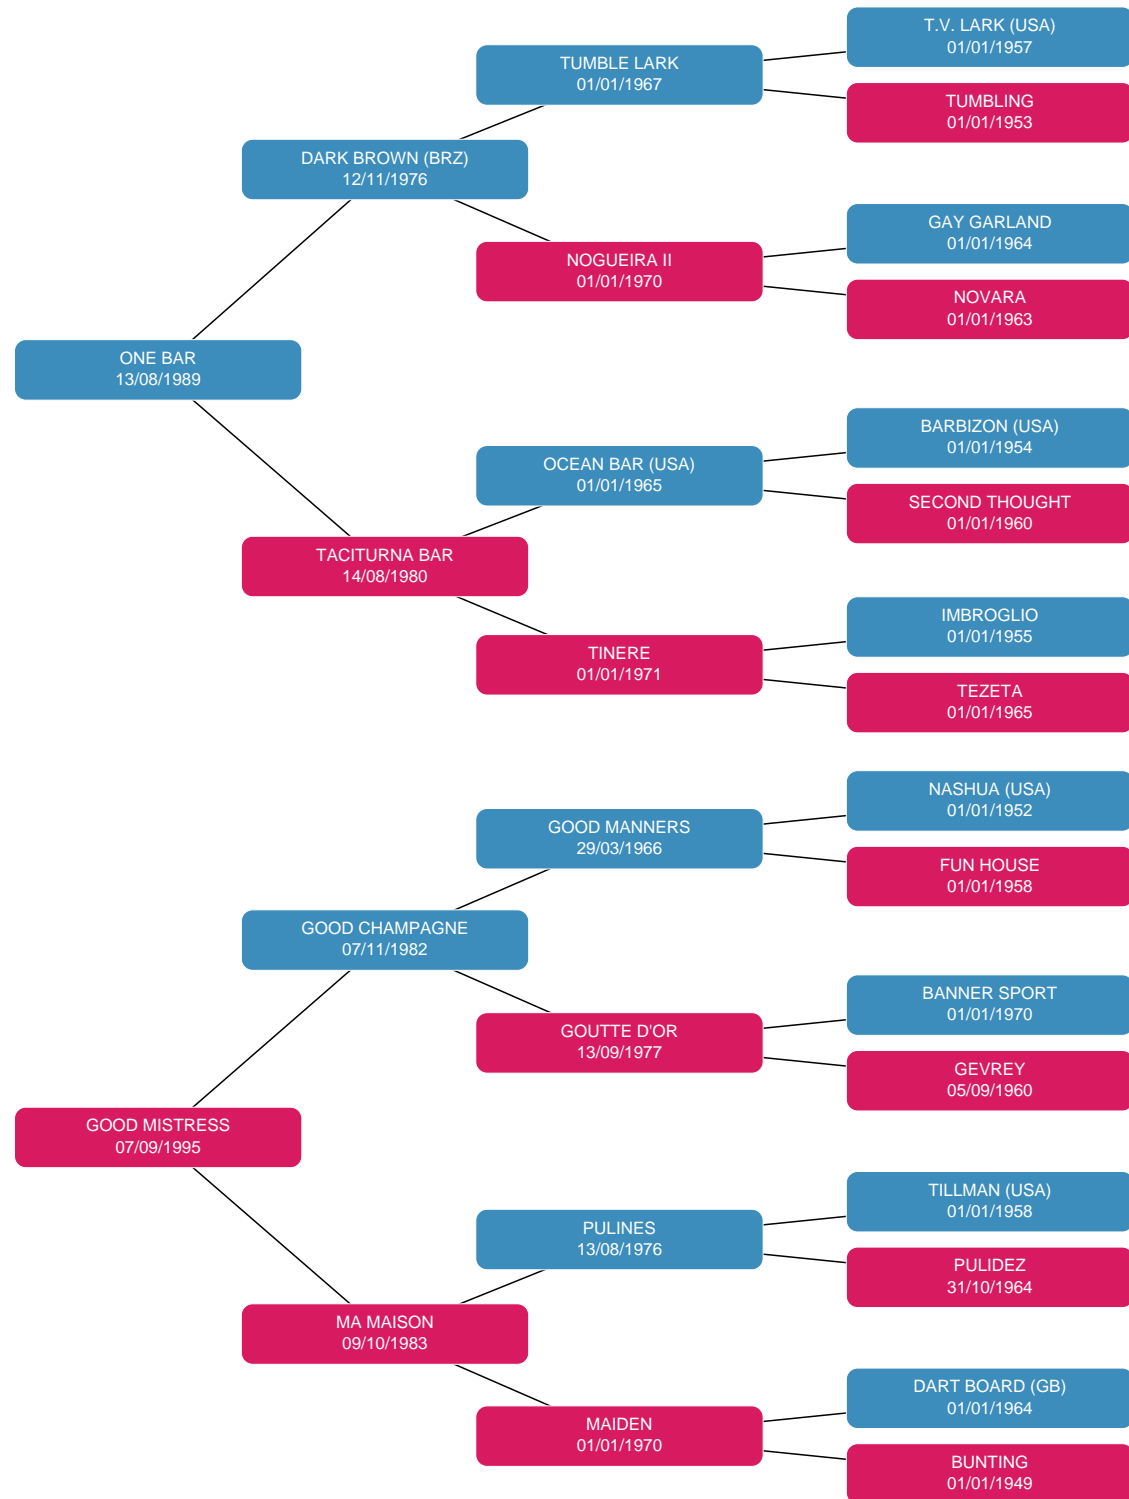 T.V. LARK (USA)
01/01/1957
TUMBLE LARK
01/01/1967
TUMBLING
01/01/1953
DARK BROWN (BRZ)
12/11/1976
GAY GARLAND
01/01/1964
NOGUEIRA II
01/01/1970
NOVARA
01/01/1963
ONE BAR
13/08/1989
BARBIZON (USA)
01/01/1954
OCEAN BAR (USA)
01/01/1965
SECOND THOUGHT
01/01/1960
TACITURNA BAR
14/08/1980
IMBROGLIO
01/01/1955
TINERE
01/01/1971
TEZETA
01/01/1965
NASHUA (USA)
01/01/1952
GOOD MANNERS
29/03/1966
FUN HOUSE
01/01/1958
GOOD CHAMPAGNE
07/11/1982
BANNER SPORT
01/01/1970
GOUTTE D'OR
13/09/1977
GEVREY
05/09/1960
GOOD MISTRESS
07/09/1995
TILLMAN (USA)
01/01/1958
PULINES
13/08/1976
PULIDEZ
31/10/1964
MA MAISON
09/10/1983
DART BOARD (GB)
01/01/1964
MAIDEN
01/01/1970
BUNTING
01/01/1949